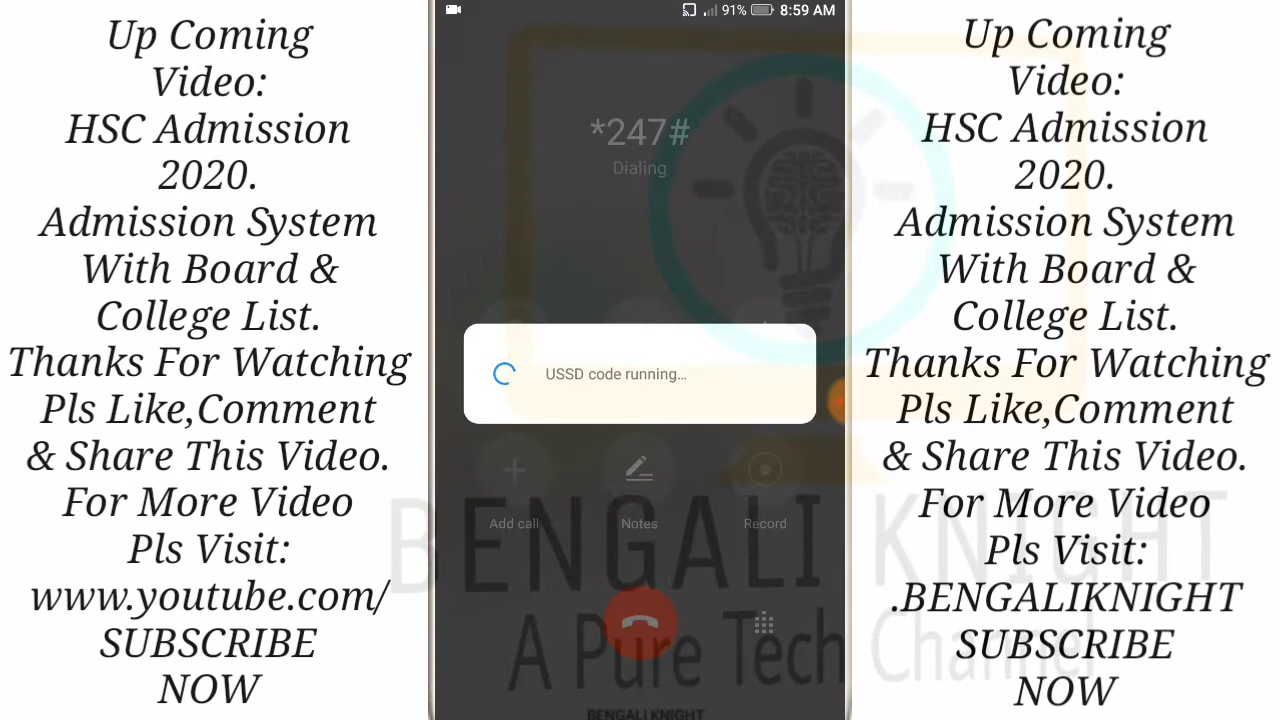 Up Coming
Video:
HSC Admission
2020.
Admission System
With Board &
College List.
Thanks For Watching
Pls Like,Comment
& Share This Video.
For More Video
Pls Visit:
www.youtube.com/
SUBSCRIBE
NOW
91% 8:59 AM
*247#
Dialing
USSD code running...
Add call
Notes
Record
BENGALI KNIGHT
A Pure Tech Channel
BENGALI KNIGHT
Up Coming
Video:
HSC Admission
2020.
Admission System
With Board &
College List.
Thanks For Watching
Pls Like,Comment
& Share This Video.
For More Video
Pls Visit:
.BENGALIKNIGHT
SUBSCRIBE
NOW